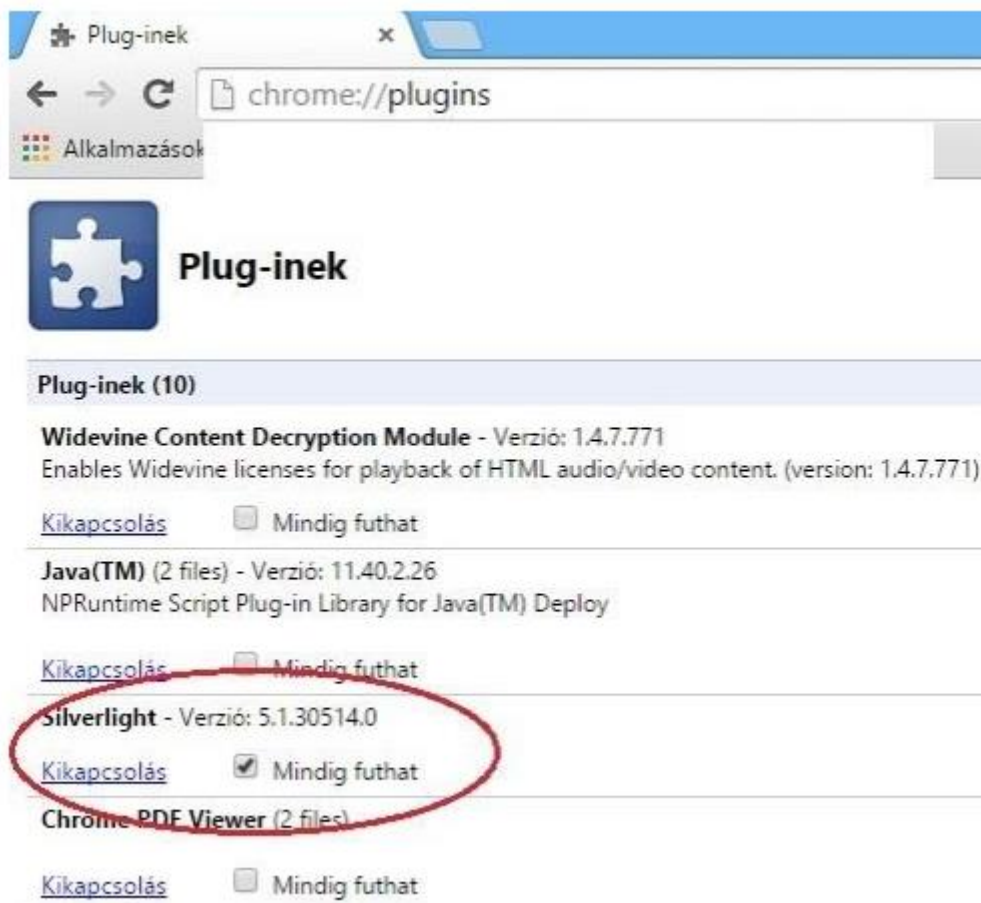 Plug-inek
chrome://plugins
Alkalmazások
Plug-inek
Plug-inek (10)
Widevine Content Decryption Module - Verzió: 1.4.7.771
Enables Widevine licenses for playback of HTML audio/video content. (version: 1.4.7.771)
Kikapcsolás Mindig futhat
Java(TM) (2 files) - Verzió: 11.40.2.26
NPRuntime Script Plug-in Library for Java(TM) Deploy
Kikapcsolás Mindig futhat
Silverlight - Verzió: 5.1.30514.0
Kikapcsolás Mindig futhat
Chrome PDF Viewer (2 files)
Kikapcsolás Mindig futhat